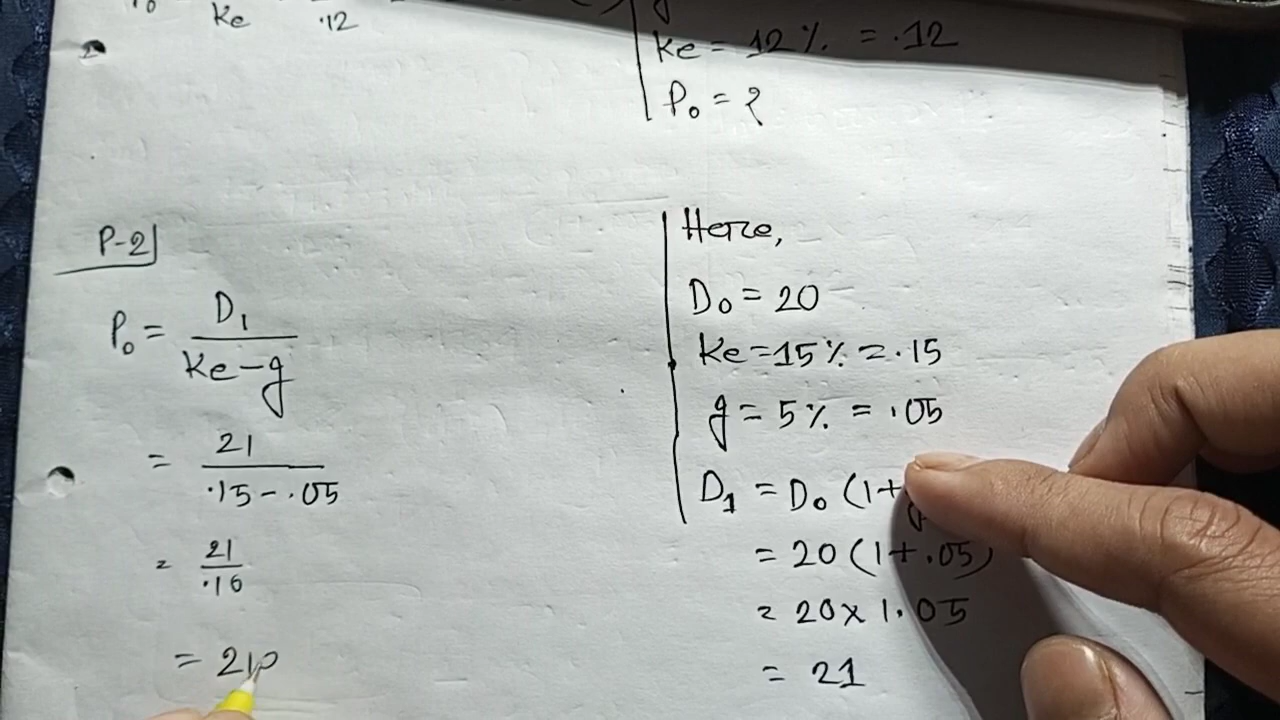 Ke .12
Ke = 12% = .12
P₀ = ?
P-2
P₀ = D₁ / Ke-g
= 21 / .15-.05
= 21 / .10
= 210
Here,
D₀ = 20
Ke = 15% = .15
g = 5% = .05
D₁ = D₀ (1+
= 20 (1+.05)
= 20 x 1.05
= 21